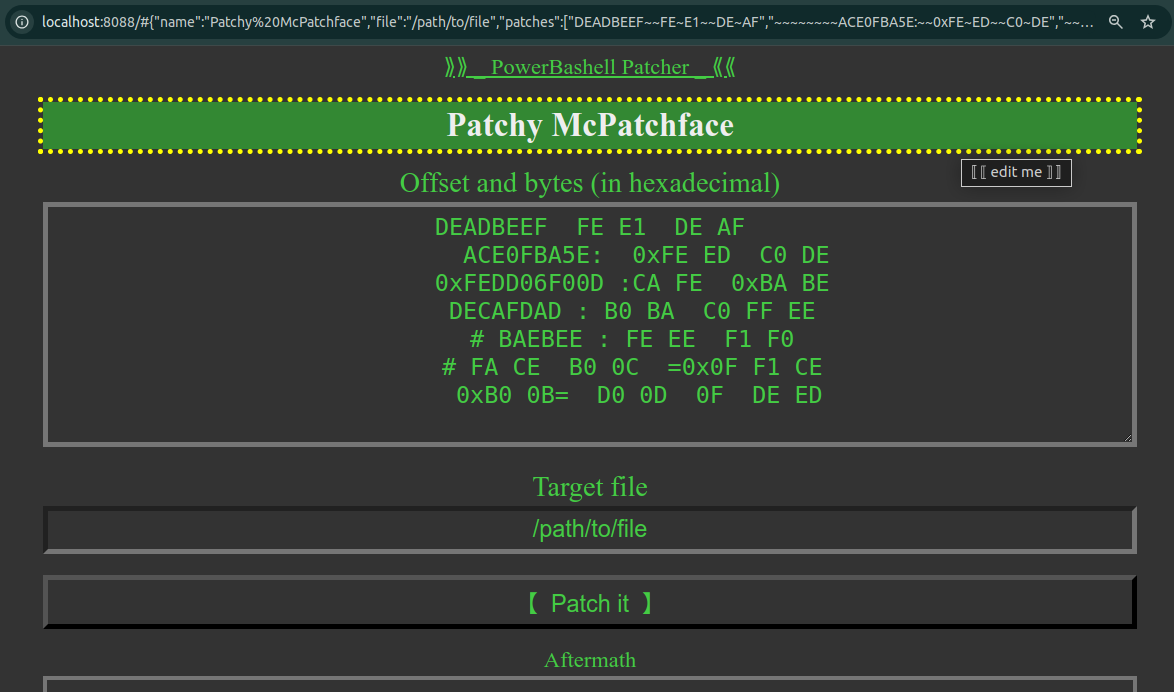 localhost:8088/#{"name":"Patchy%20McPatchface","file":"/path/to/file","patches":["DEADBEEF~~FE~E1~~DE~AF","~~~~~~~~ACE0FBA5E:~~0xFE~ED~~C0~DE","~~...
⟫⟫_ PowerBashell Patcher _⟪⟪
Patchy McPatchface
⟦⟦ edit me ⟧⟧
Offset and bytes (in hexadecimal)
DEADBEEF  FE E1  DE AF
ACE0FBA5E:  0xFE ED  C0 DE
0xFEDD06F00D :CA FE  0xBA BE
DECAFDAD : B0 BA  C0 FF EE
# BAEBEE : FE EE  F1 F0
# FA CE  B0 0C  =0x0F F1 CE
0xB0 0B=  D0 0D  0F  DE ED
Target file
/path/to/file
【 Patch it 】
Aftermath